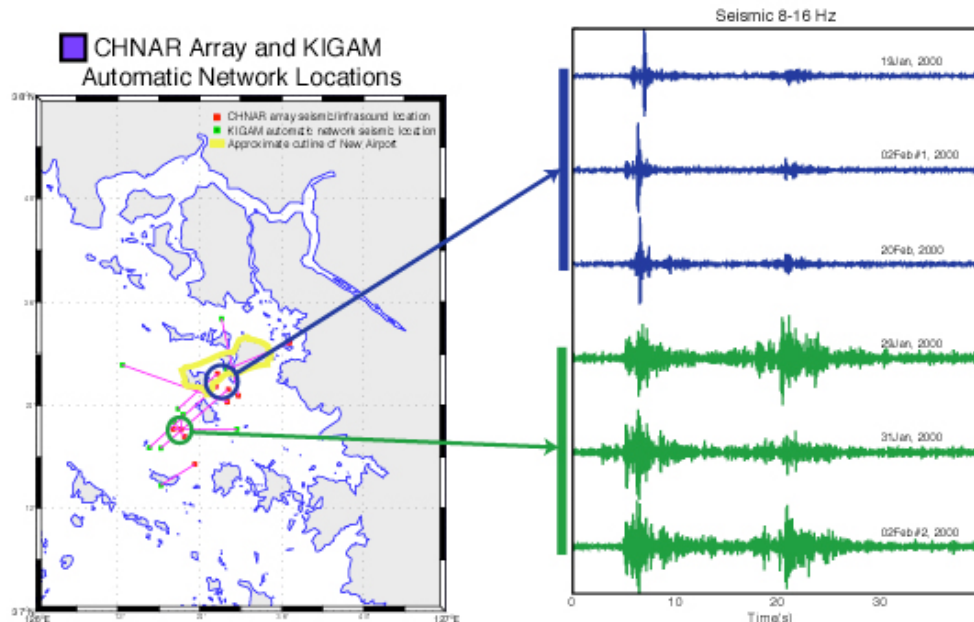 CHNAR Array and KIGAM
Automatic Network Locations
CHNAR array seismic/infrasound location
KIGAM automatic network seismic location
Approximate outline of New Airport
127°E
Seismic 8-16 Hz
19Jan, 2000
02Feb#1, 2000
20Feb, 2000
29Jan, 2000
31Jan, 2000
02Feb#2, 2000
0
10
20
30
Time(s)